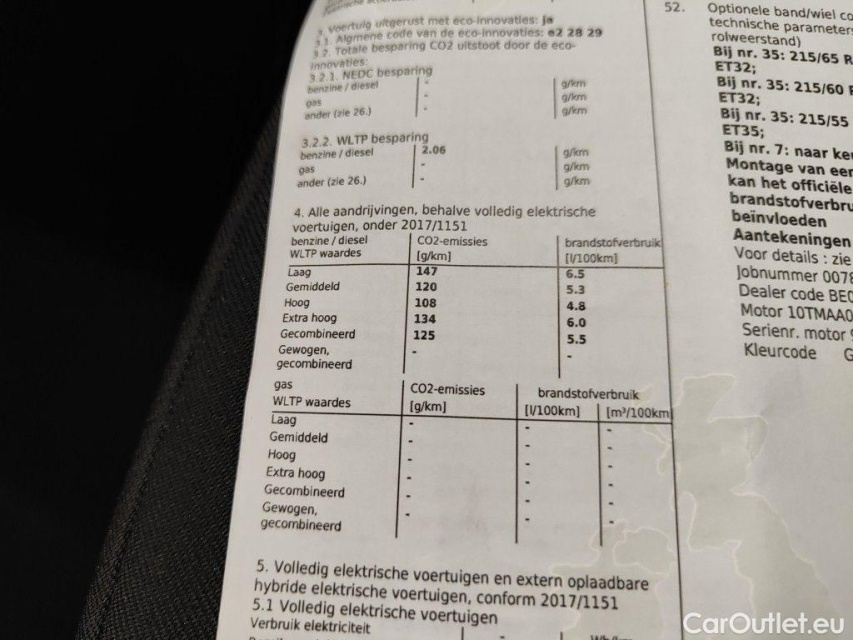 3. Voertuig uitgerust met eco-innovaties: ja
3.1. Algmene code van de eco-innovaties: e2 28 29
3.2. Totale besparing CO2 uitstoot door de eco-
innovaties:
3.2.1. NEDC besparing
benzine / diesel - g/km
gas - g/km
ander (zie 26.) - g/km
3.2.2. WLTP besparing
benzine / diesel 2.06 g/km
gas - g/km
ander (zie 26.) - g/km
4. Alle aandrijvingen, behalve volledig elektrische
voertuigen, onder 2017/1151
benzine / diesel CO2-emissies brandstofverbruik
WLTP waardes [g/km] [l/100km]
Laag 147 6.5
Gemiddeld 120 5.3
Hoog 108 4.8
Extra hoog 134 6.0
Gecombineerd 125 5.5
Gewogen, - -
gecombineerd
gas CO2-emissies brandstofverbruik
WLTP waardes [g/km] [l/100km] [m³/100km]
Laag - - -
Gemiddeld - - -
Hoog - - -
Extra hoog - - -
Gecombineerd - - -
Gewogen, - - -
gecombineerd
5. Volledig elektrische voertuigen en extern oplaadbare
hybride elektrische voertuigen, conform 2017/1151
5.1 Volledig elektrische voertuigen
Verbruik elektriciteit -
52. Optionele band/wiel
technische parameters
rolweerstand)
Bij nr. 35: 215/65 R
ET32;
Bij nr. 35: 215/60
ET32;
Bij nr. 35: 215/55
ET35;
Bij nr. 7: naar
Montage van een
kan het officiële
brandstofverbru
beïnvloeden
Aantekeningen
Voor details : zie
Jobnummer 0078
Dealer code BE0
Motor 10TMAA0
Serienr. motor
Kleurcode G
CarOutlet.eu